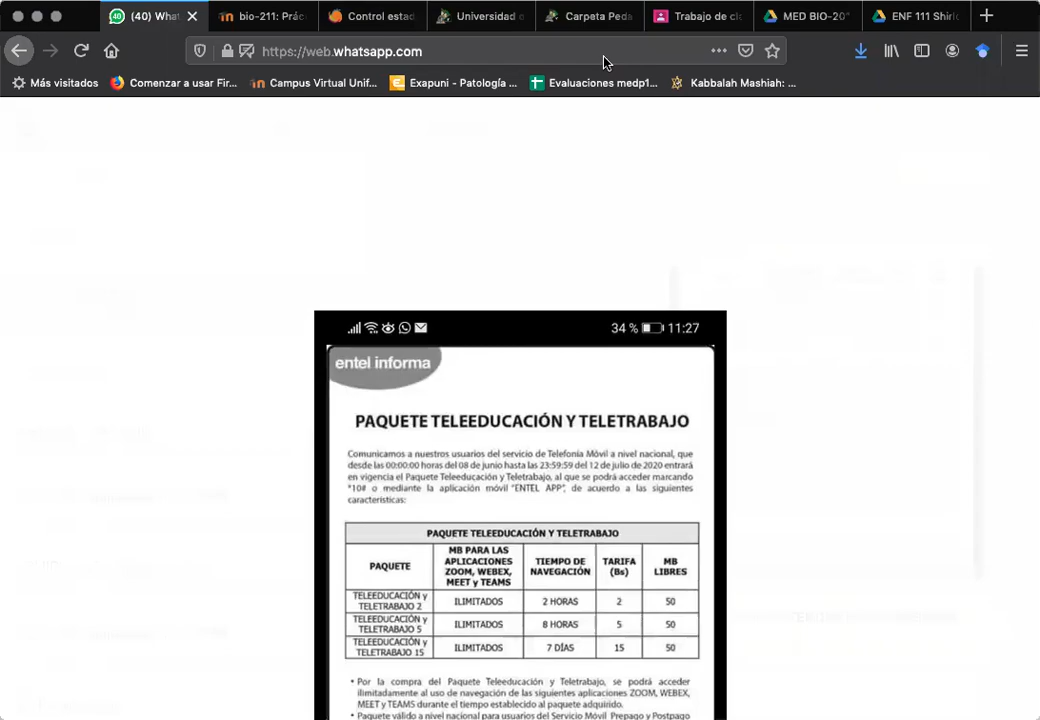 (40) What
bio-211: Prác
Control estad
Universidad
Carpeta Peda
Trabajo de
MED BIO-20
ENF 111 Shirl
https://web.whatsapp.com
Más visitados
Comenzar a usar Fir...
Campus Virtual Unif...
Exapuni - Patología ...
Evaluaciones medp1...
Kabbalah Mashiah: ...
34 % 11:27
entel informa
PAQUETE TELEEDUCACIÓN Y TELETRABAJO
Comunicamos a nuestros usuarios del servicio de Telefonía Móvil a nivel nacional, que
desde las 00:00:00 horas del 08 de junio hasta las 23:59:59 del 12 de julio de 2020 entrará
en vigencia el Paquete Teleeducación y Teletrabajo, al que se podrá acceder marcando
*10# o mediante la aplicación móvil "ENTEL APP", de acuerdo a las siguientes
características:
PAQUETE TELEEDUCACIÓN Y TELETRABAJO
PAQUETE
MB PARA LAS
APLICACIONES
ZOOM, WEBEX,
MEET y TEAMS
TIEMPO DE
NAVEGACIÓN
TARIFA
(Bs)
MB
LIBRES
TELEEDUCACIÓN y
TELETRABAJO 2
ILIMITADOS
2 HORAS
2
50
TELEEDUCACIÓN y
TELETRABAJO 5
ILIMITADOS
8 HORAS
5
50
TELEEDUCACIÓN y
TELETRABAJO 15
ILIMITADOS
7 DÍAS
15
50
• Por la compra del Paquete Teleeducación y Teletrabajo, se podrá acceder
ilimitadamente al uso de navegación de las siguientes aplicaciones ZOOM, WEBEX,
MEET y TEAMS durante el tiempo establecido al paquete adquirido.
• Paquete válido a nivel nacional para usuarios del Servicio Móvil Prepago y Postpago